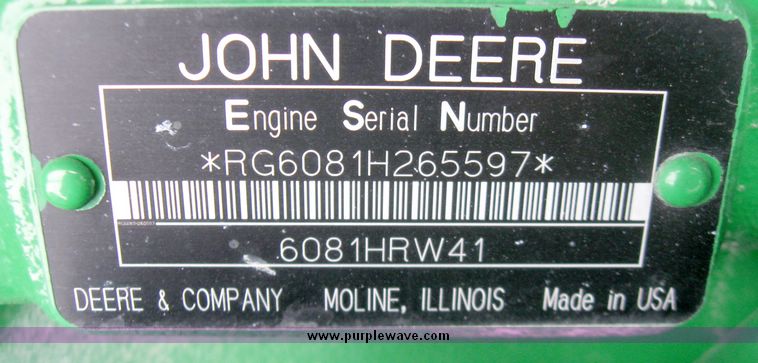 JOHN DEERE
Engine Serial Number
*RG6081H265597*
6081HRW41
DEERE & COMPANY MOLINE, ILLINOIS Made in USA
www.purplewave.com